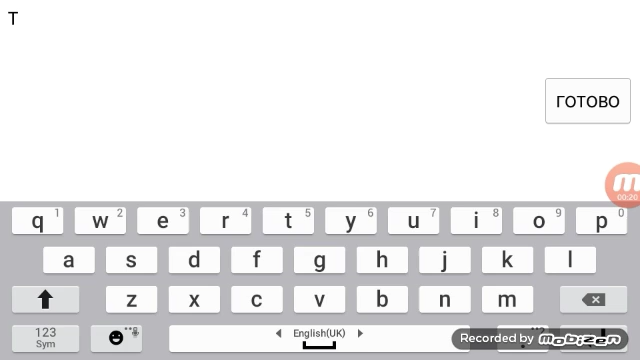 T
ГОТОВО
00:20
q 1 w 2 e 3 r 4 t 5 y 6 u 7 i 8 o 9 p 0
a s d f g h j k l
z x c v b n m
123
Sym
English(UK)
Recorded by mobizen